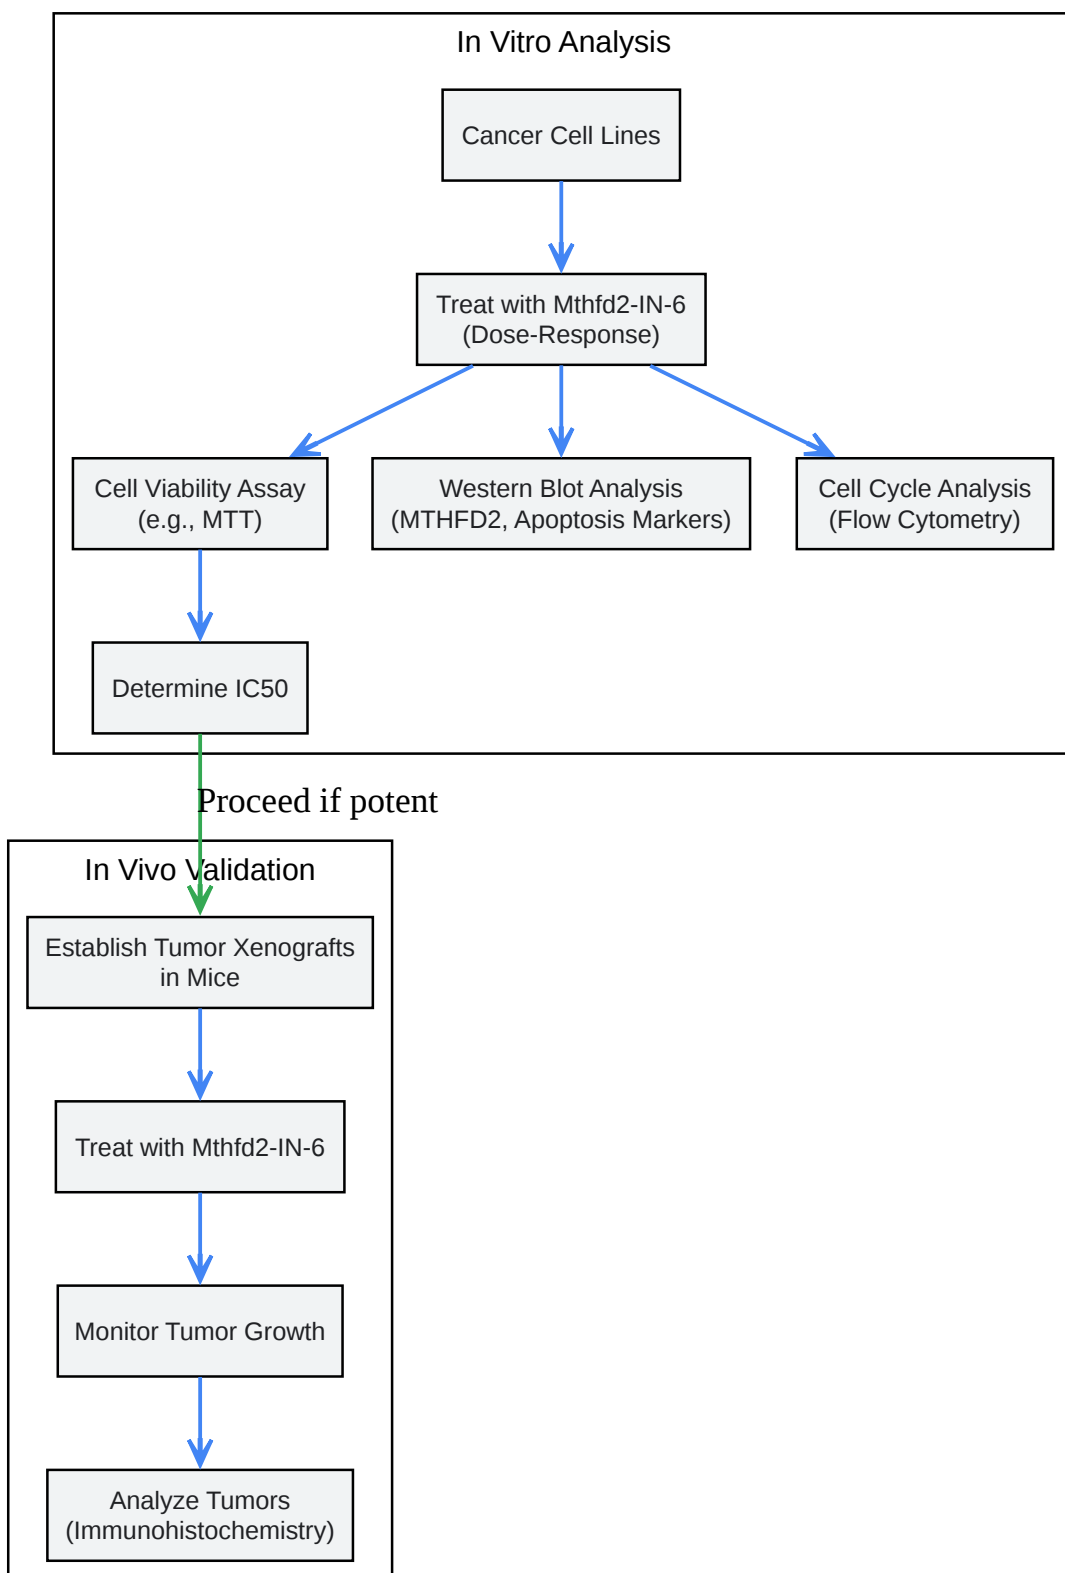 In Vitro Analysis
Cancer Cell Lines
Treat with Mthfd2-IN-6
(Dose-Response)
Cell Viability Assay
(e.g., MTT)
Western Blot Analysis
(MTHFD2, Apoptosis Markers)
Cell Cycle Analysis
(Flow Cytometry)
Determine IC50
Proceed if potent
In Vivo Validation
Establish Tumor Xenografts
in Mice
Treat with Mthfd2-IN-6
Monitor Tumor Growth
Analyze Tumors
(Immunohistochemistry)